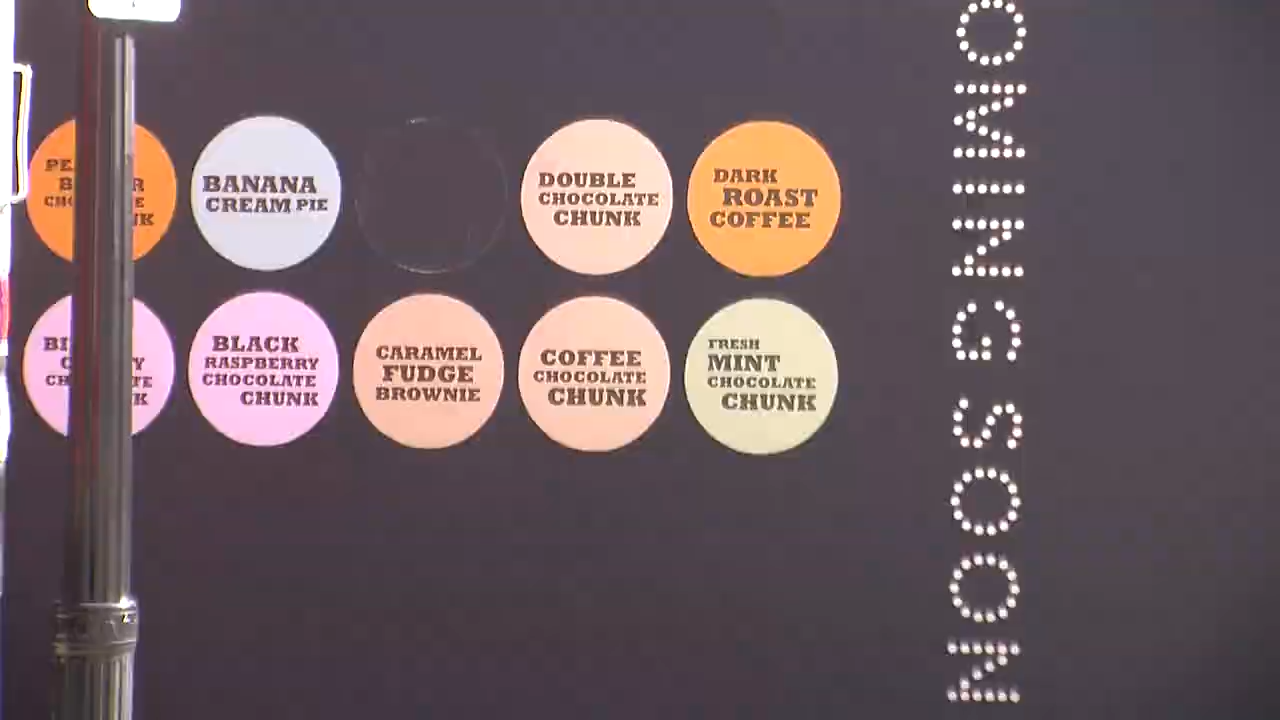 BANANA
CREAM PIE
DOUBLE
CHOCOLATE
CHUNK
DARK
ROAST
COFFEE
BLACK
RASPBERRY
CHOCOLATE
CHUNK
CARAMEL
FUDGE
BROWNIE
COFFEE
CHOCOLATE
CHUNK
FRESH
MINT
CHOCOLATE
CHUNK
OMING SOON